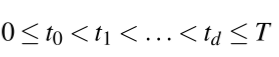 0 ≤ t₀ < t₁ < … < t_d ≤ T